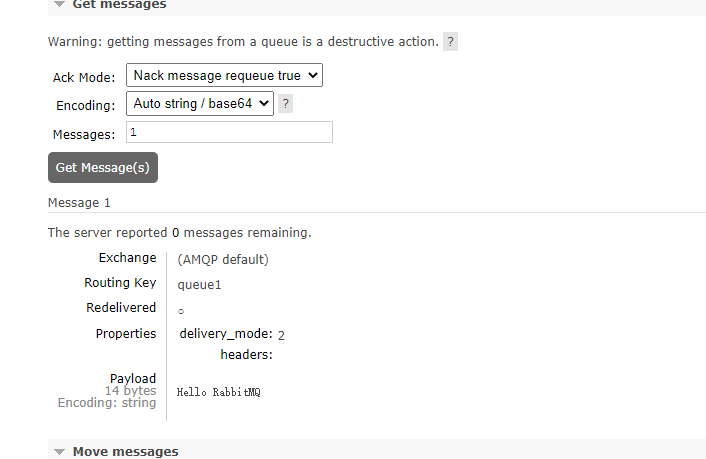 Get messages
Warning: getting messages from a queue is a destructive action. ?
Ack Mode: Nack message requeue true
Encoding: Auto string / base64 ?
Messages: 1
Get Message(s)
Message 1
The server reported 0 messages remaining.
Exchange (AMQP default)
Routing Key queue1
Redelivered ○
Properties delivery_mode: 2
headers:
Payload
14 bytes
Encoding: string
Hello RabbitMQ
Move messages